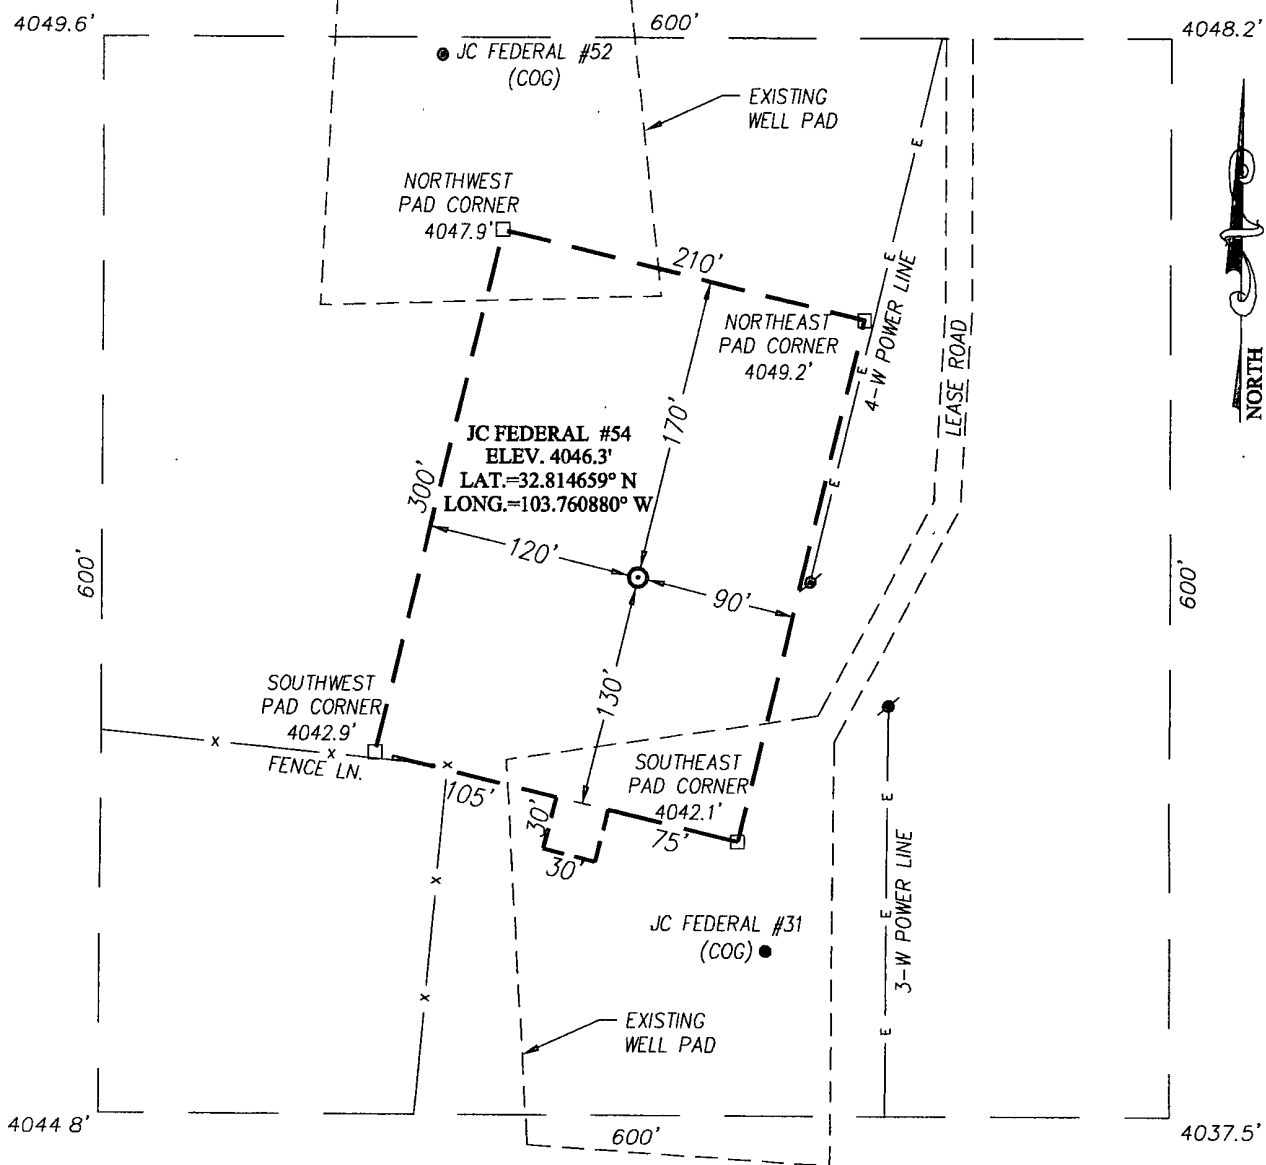 4049.6'
600'
4048.2'
JC FEDERAL #52
(COG)
EXISTING
WELL PAD
E
NORTHWEST
PAD CORNER
4047.9'
210'
E
NORTHEAST
PAD CORNER
4049.2'
4-W POWER LINE
E
LEASE ROAD
NORTH
170'
JC FEDERAL #54
ELEV. 4046.3'
LAT.=32.814659° N
LONG.=103.760880° W
300'
E
120'
90'
600'
600'
130'
SOUTHWEST
PAD CORNER
4042.9'
X
X
X
FENCE LN.
105'
30'
30'
SOUTHEAST
PAD CORNER
4042.1'
75'
E
3-W POWER LINE
X
JC FEDERAL #31
(COG)
E
X
EXISTING
WELL PAD
E
4044 8'
600'
4037.5'